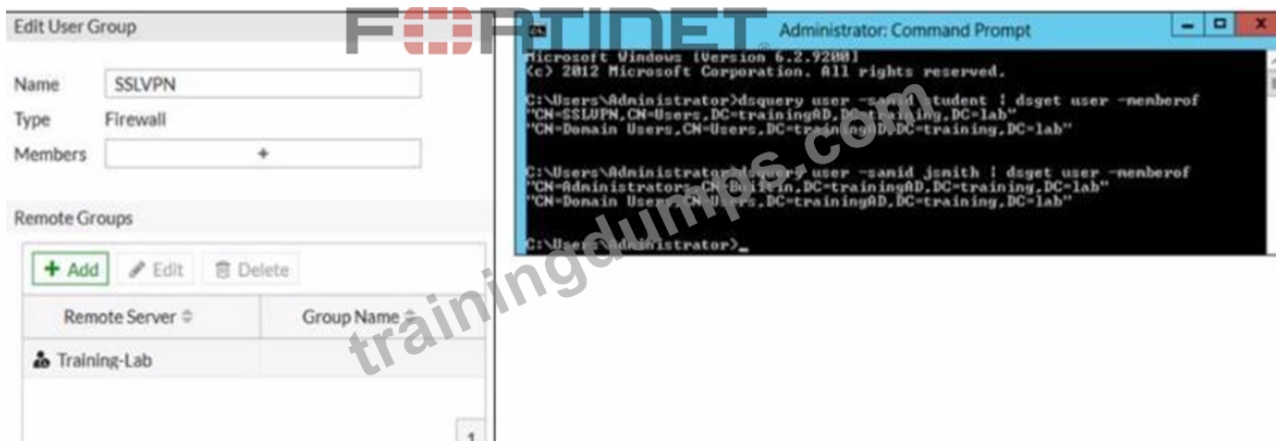 FORTINET
Edit User Group
Name SSLVPN
Type Firewall
Members +
Remote Groups
+ Add Edit Delete
Remote Server Group Name
Training-Lab
1
Administrator: Command Prompt
Microsoft Windows [Version 6.2.9200]
(c) 2012 Microsoft Corporation. All rights reserved.
C:\Users\Administrator>dsquery user -samid student | dsget user -memberof
"CN=SSLVPN,CN=Users,DC=trainingAD,DC=training,DC=lab"
"CN=Domain Users,CN=Users,DC=trainingAD,DC=training,DC=lab"
C:\Users\Administrator>dsquery user -samid jsmith | dsget user -memberof
"CN=Administrators,CN=Builtin,DC=trainingAD,DC=training,DC=lab"
"CN=Domain Users,CN=Users,DC=trainingAD,DC=training,DC=lab"
C:\Users\Administrator>_
trainingdumps.com